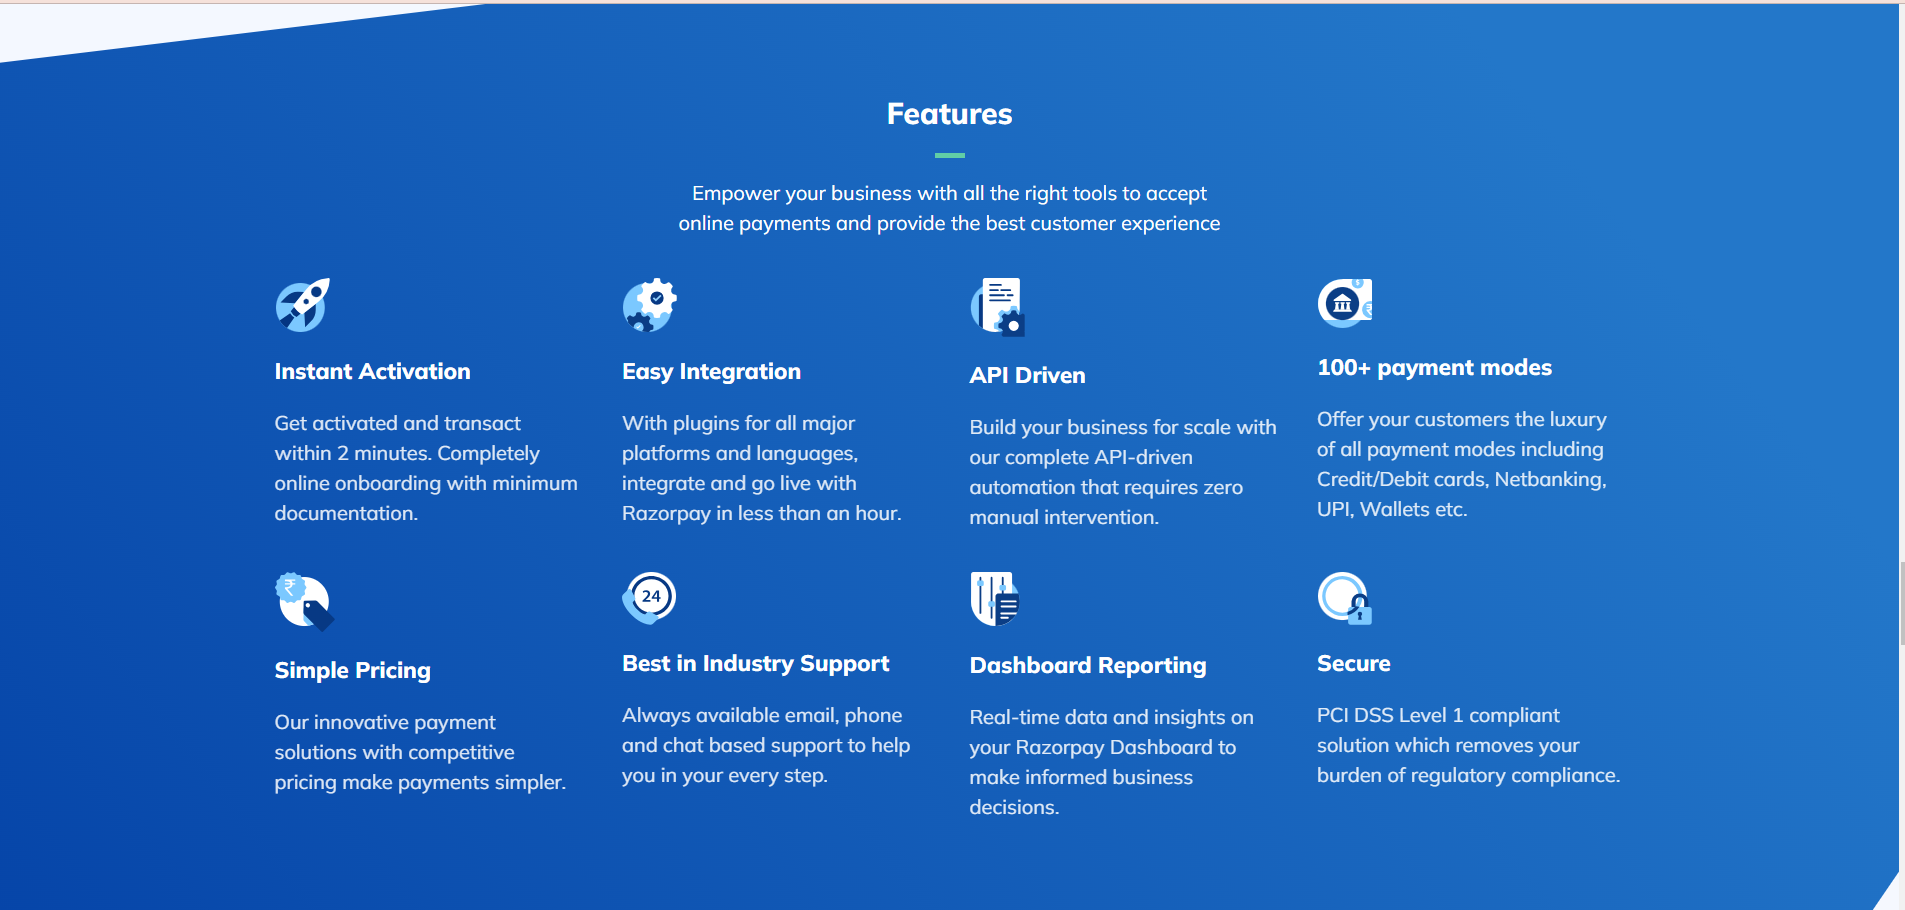 Features
Empower your business with all the right tools to accept
online payments and provide the best customer experience
Instant Activation
Get activated and transact
within 2 minutes. Completely
online onboarding with minimum
documentation.
Easy Integration
With plugins for all major
platforms and languages,
integrate and go live with
Razorpay in less than an hour.
API Driven
Build your business for scale with
our complete API-driven
automation that requires zero
manual intervention.
100+ payment modes
Offer your customers the luxury
of all payment modes including
Credit/Debit cards, Netbanking,
UPI, Wallets etc.
₹
Simple Pricing
Our innovative payment
solutions with competitive
pricing make payments simpler.
24
Best in Industry Support
Always available email, phone
and chat based support to help
you in your every step.
Dashboard Reporting
Real-time data and insights on
your Razorpay Dashboard to
make informed business
decisions.
Secure
PCI DSS Level 1 compliant
solution which removes your
burden of regulatory compliance.